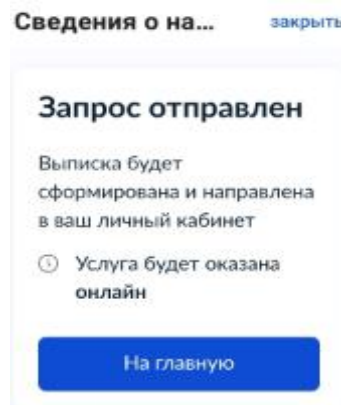 Сведения о на...
закрыть
Запрос отправлен
Выписка будет
сформирована и направлена
в ваш личный кабинет
Услуга будет оказана
онлайн
На главную